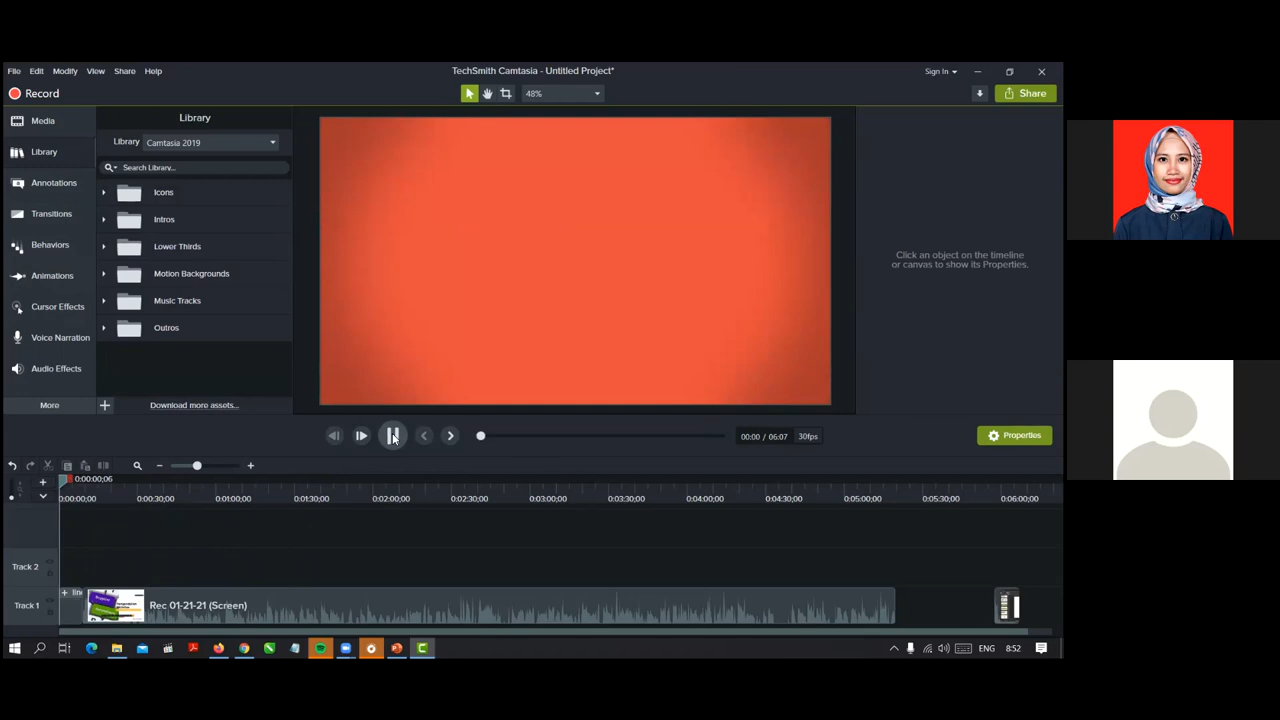 File Edit Modify View Share Help
TechSmith Camtasia - Untitled Project*
Sign In
Record
48%
Share
Media
Library
Annotations
Transitions
Behaviors
Animations
Cursor Effects
Voice Narration
Audio Effects
More
Library
Library Camtasia 2019
Search Library...
Icons
Intros
Lower Thirds
Motion Backgrounds
Music Tracks
Outros
Download more assets...
Click an object on the timeline
or canvas to show its Properties.
00:00 / 06:07 30fps
Properties
0:00:00;06
0:00:00;00 0:00:30;00 0:01:00;00 0:01:30;00 0:02:00;00 0:02:30;00 0:03:00;00 0:03:30;00 0:04:00;00 0:04:30;00 0:05:00;00 0:05:30;00 0:06:00;00
Track 2
Track 1
Rec 01-21-21 (Screen)
ENG 8:52